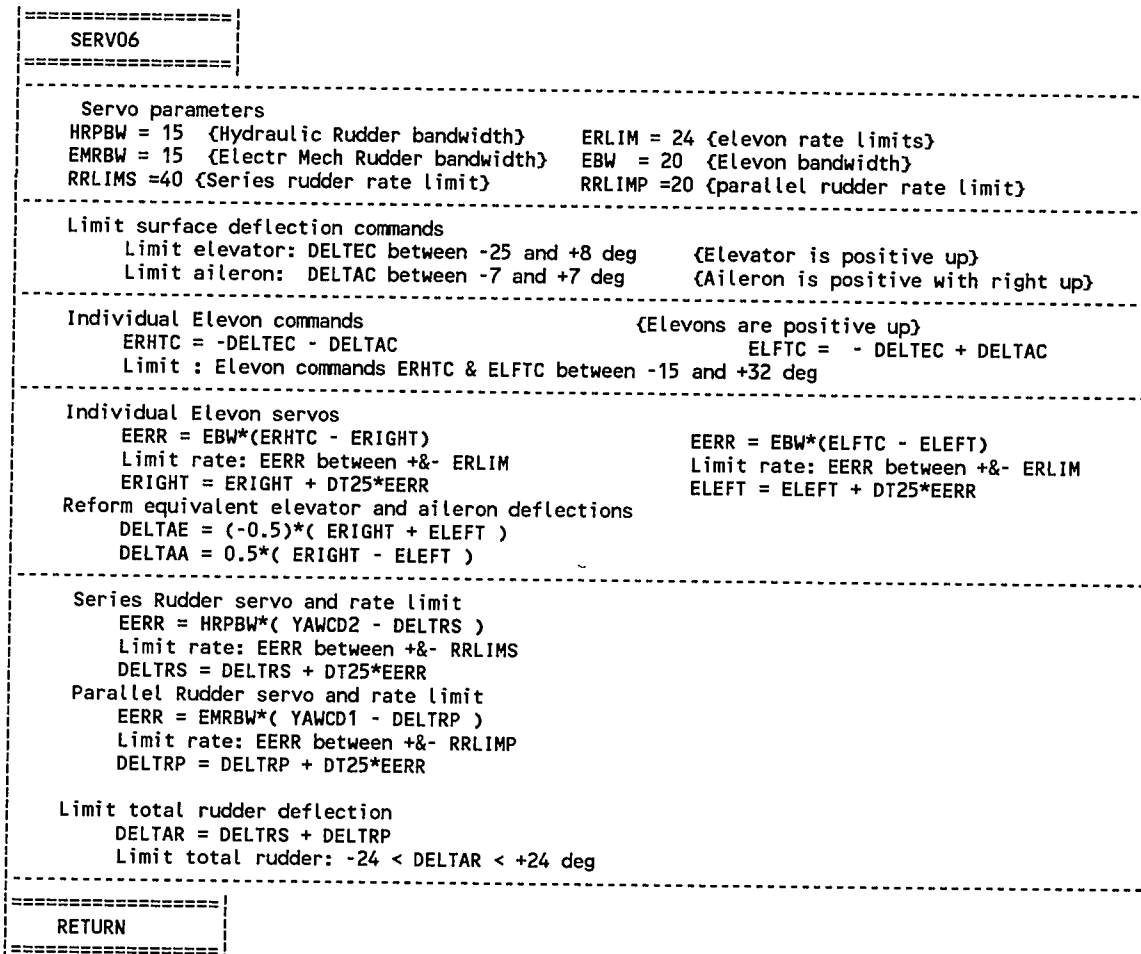 SERVO6
Servo parameters
HRPBW = 15 {Hydraulic Rudder bandwidth} ERLIM = 24 {elevon rate limits}
EMRBW = 15 {Electr Mech Rudder bandwidth} EBW = 20 {Elevon bandwidth}
RRLIMS =40 {Series rudder rate limit} RRLIMP =20 {parallel rudder rate limit}
Limit surface deflection commands
Limit elevator: DELTEC between -25 and +8 deg {Elevator is positive up}
Limit aileron: DELTAC between -7 and +7 deg {Aileron is positive with right up}
Individual Elevon commands {Elevons are positive up}
ERHTC = -DELTEC - DELTAC ELFTC = - DELTEC + DELTAC
Limit : Elevon commands ERHTC & ELFTC between -15 and +32 deg
Individual Elevon servos
EERR = EBW*(ERHTC - ERIGHT) EERR = EBW*(ELFTC - ELEFT)
Limit rate: EERR between +&- ERLIM Limit rate: EERR between +&- ERLIM
ERIGHT = ERIGHT + DT25*EERR ELEFT = ELEFT + DT25*EERR
Reform equivalent elevator and aileron deflections
DELTAE = (-0.5)*( ERIGHT + ELEFT )
DELTAA = 0.5*( ERIGHT - ELEFT )
Series Rudder servo and rate limit
EERR = HRPBW*( YAWCD2 - DELTRS )
Limit rate: EERR between +&- RRLIMS
DELTRS = DELTRS + DT25*EERR
Parallel Rudder servo and rate limit
EERR = EMRBW*( YAWCD1 - DELTRP )
Limit rate: EERR between +&- RRLIMP
DELTRP = DELTRP + DT25*EERR
Limit total rudder deflection
DELTAR = DELTRS + DELTRP
Limit total rudder: -24 < DELTAR < +24 deg
RETURN